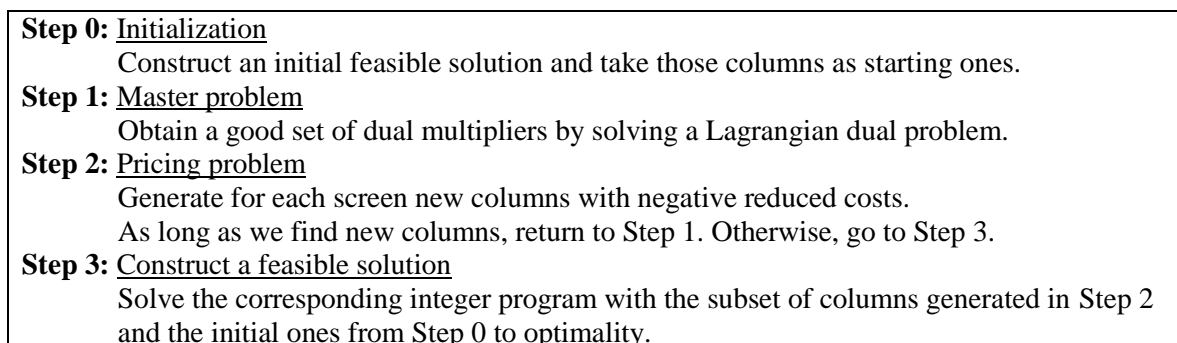 Step 0: Initialization
Construct an initial feasible solution and take those columns as starting ones.
Step 1: Master problem
Obtain a good set of dual multipliers by solving a Lagrangian dual problem.
Step 2: Pricing problem
Generate for each screen new columns with negative reduced costs.
As long as we find new columns, return to Step 1. Otherwise, go to Step 3.
Step 3: Construct a feasible solution
Solve the corresponding integer program with the subset of columns generated in Step 2
and the initial ones from Step 0 to optimality.